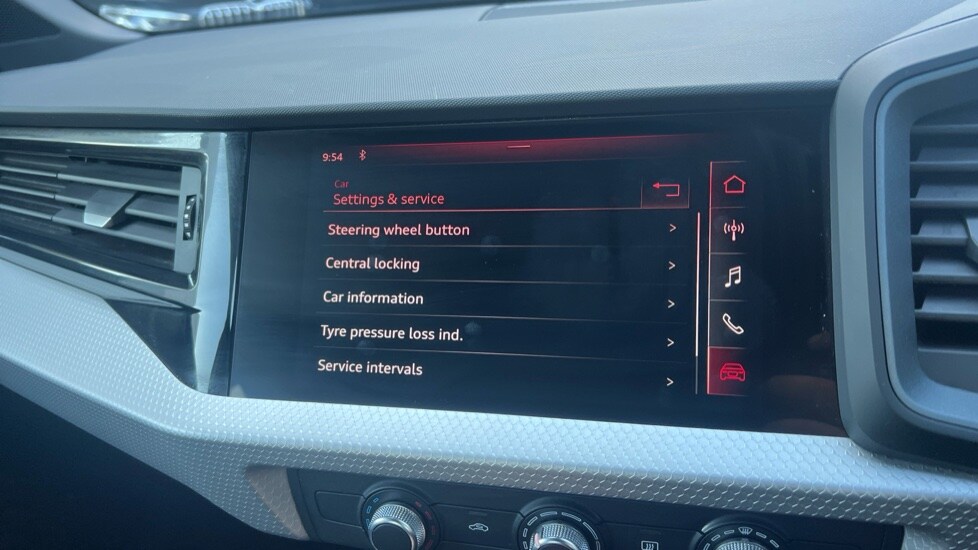 9:54
Car
Settings & service
Steering wheel button
Central locking
Car information
Tyre pressure loss ind.
Service intervals